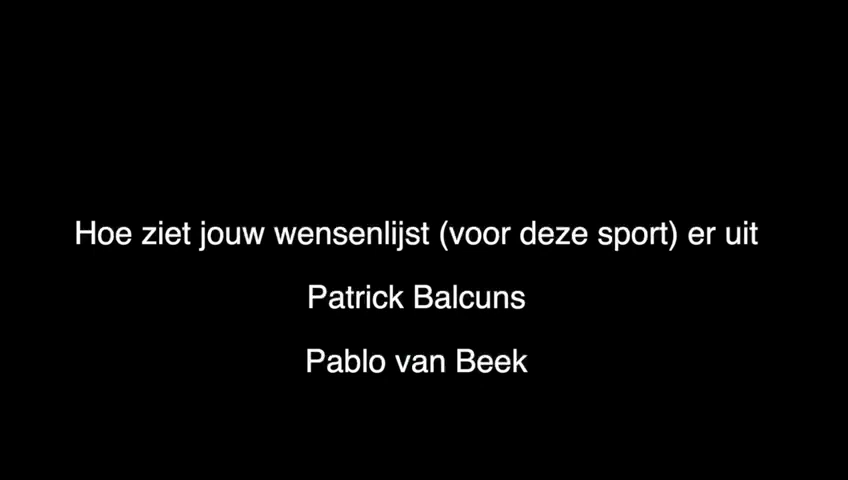 Hoe ziet jouw wensenlijst (voor deze sport) er uit
Patrick Balcuns
Pablo van Beek